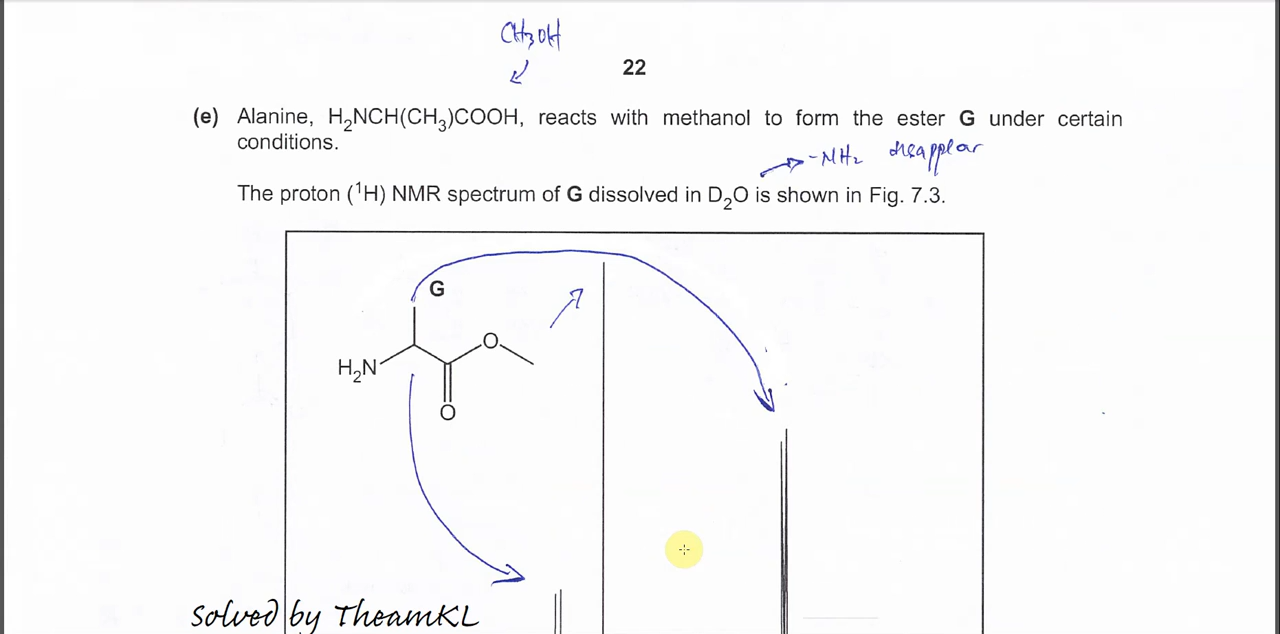 CH3OH
22
(e) Alanine, H₂NCH(CH₃)COOH, reacts with methanol to form the ester G under certain
conditions.
-NH2 disappear
The proton (¹H) NMR spectrum of G dissolved in D₂O is shown in Fig. 7.3.
G
O
H₂N
O
Solved by TheamKL